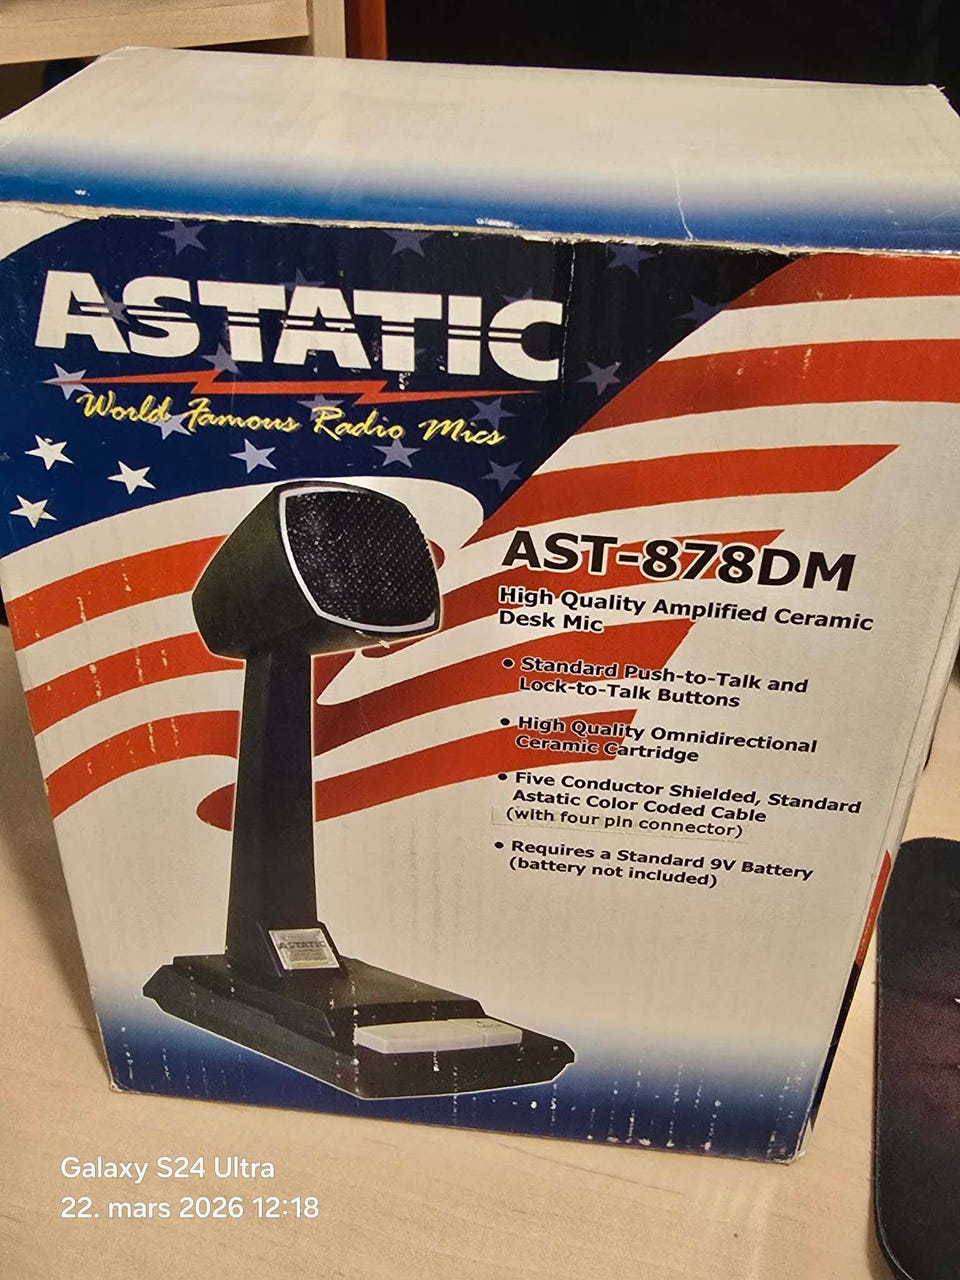 ASTATIC
World Famous Radio Mics
AST-878DM
High Quality Amplified Ceramic
Desk Mic
• Standard Push-to-Talk and
Lock-to-Talk Buttons
• High Quality Omnidirectional
Ceramic Cartridge
• Five Conductor Shielded, Standard
Astatic Color Coded Cable
(with four pin connector)
• Requires a Standard 9V Battery
(battery not included)
ASTATIC
Galaxy S24 Ultra
22. mars 2026 12:18